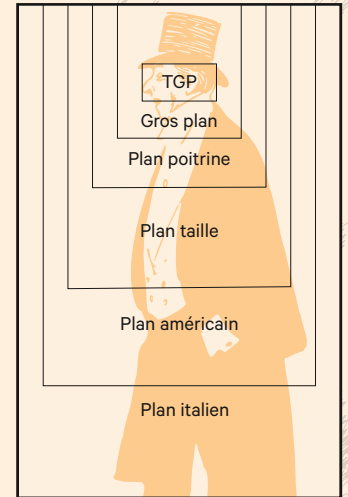 TGP
Gros plan
Plan poitrine
Plan taille
Plan américain
Plan italien